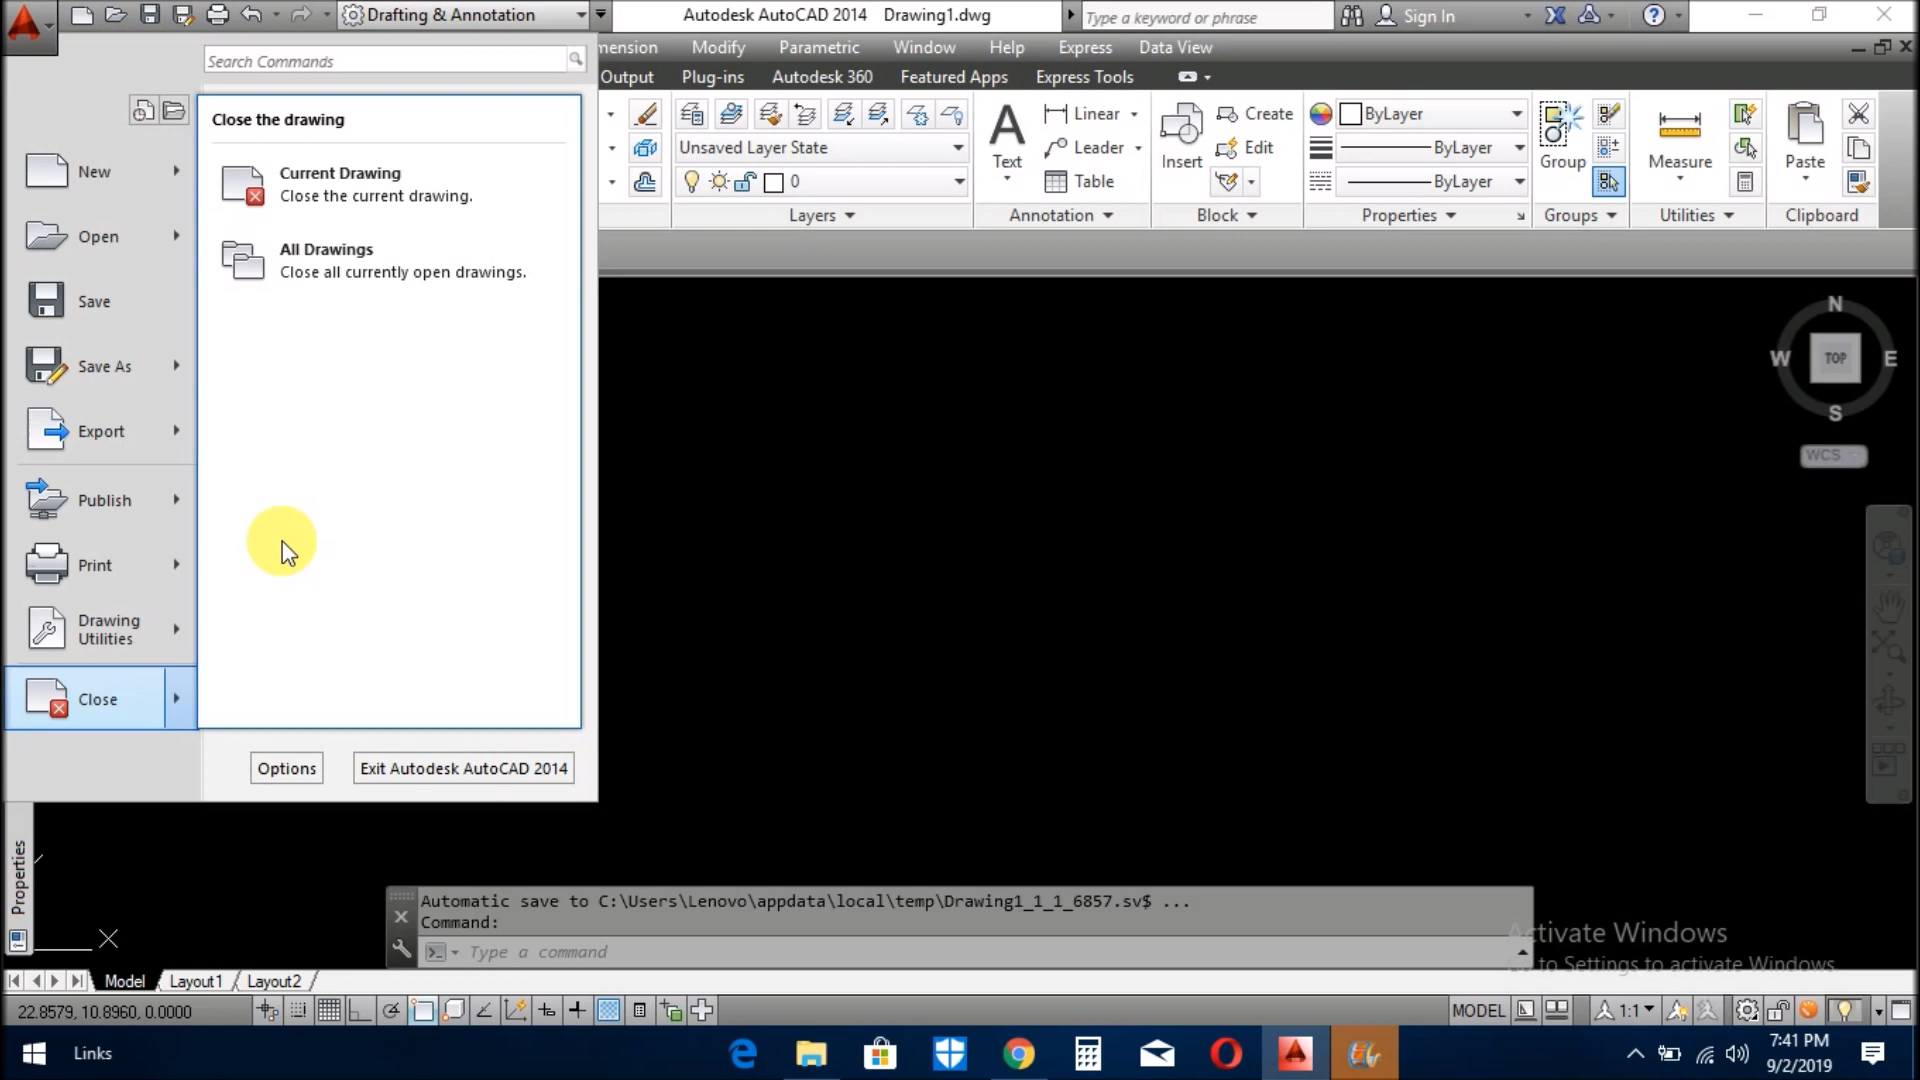 Drafting & Annotation
Autodesk AutoCAD 2014 Drawing1.dwg
Type a keyword or phrase
Sign In
Search Commands
Modify
Parametric
Window
Help
Express
Data View
Output
Plug-ins
Autodesk 360
Featured Apps
Express Tools
Close the drawing
Current Drawing
Close the current drawing.
All Drawings
Close all currently open drawings.
New
Open
Save
Save As
Export
Publish
Print
Drawing
Utilities
Close
Options
Exit Autodesk AutoCAD 2014
Unsaved Layer State
0
Layers
A
Text
Linear
Leader
Table
Annotation
Insert
Create
Edit
Block
ByLayer
ByLayer
ByLayer
Properties
Group
Groups
Measure
Utilities
Paste
Clipboard
N
W
TOP
E
S
WCS
Properties
Automatic save to C:\Users\Lenovo\appdata\local\temp\Drawing1_1_1_6857.sv$ ...
Command:
Type a command
Activate Windows
to Settings to activate Windows.
Model
Layout1
Layout2
22.8579, 10.8960, 0.0000
MODEL
1:1
Links
7:41 PM
9/2/2019